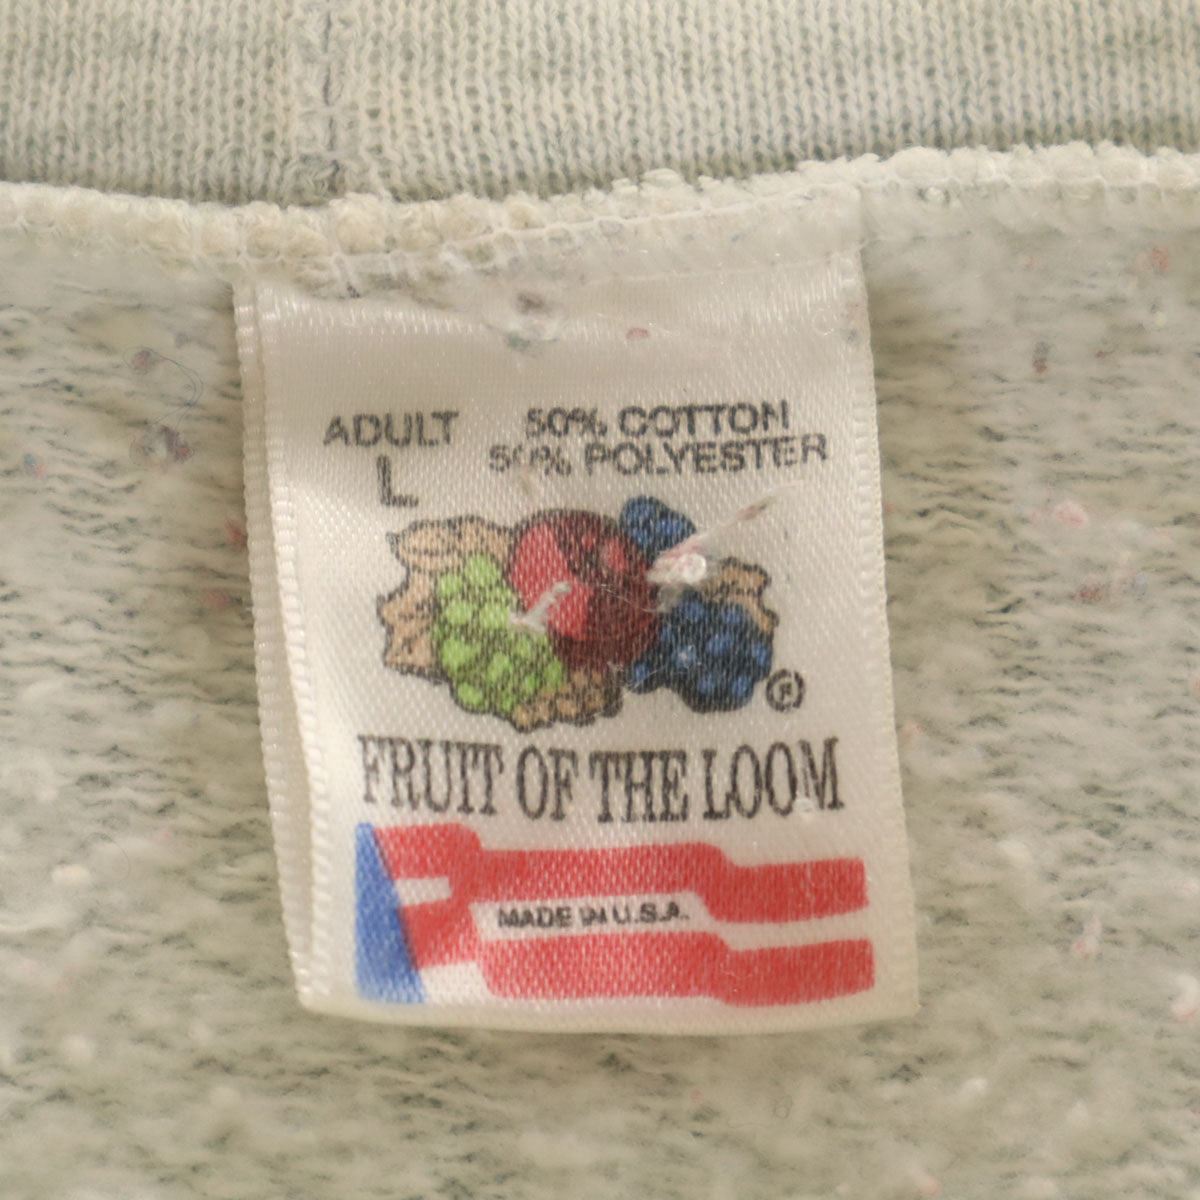 ADULT
L
50% COTTON
50% POLYESTER
®
FRUIT OF THE LOOM
MADE IN U.S.A.